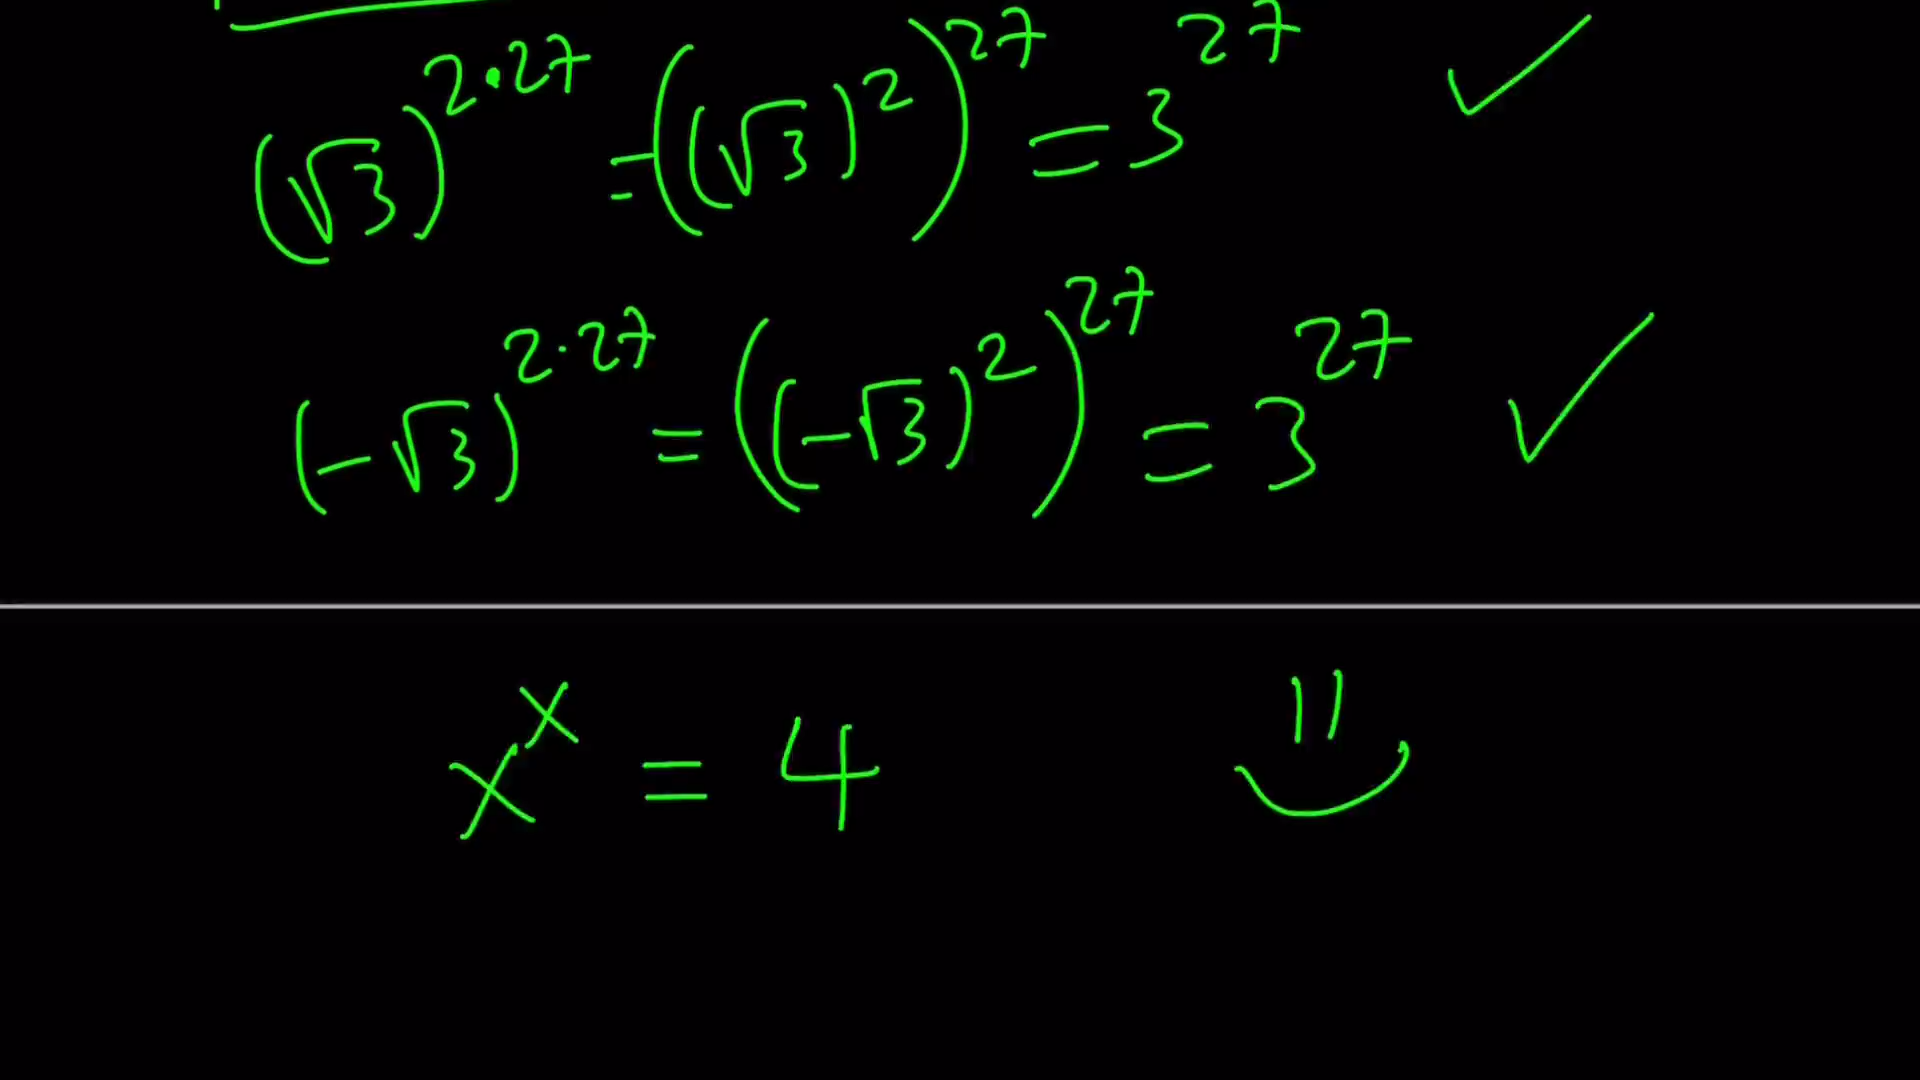 (√3)^{2·27} = ((√3)^2)^{27} = 3^{27} ✓
(-√3)^{2·27} = ((-√3)^2)^{27} = 3^{27} ✓
x^x = 4